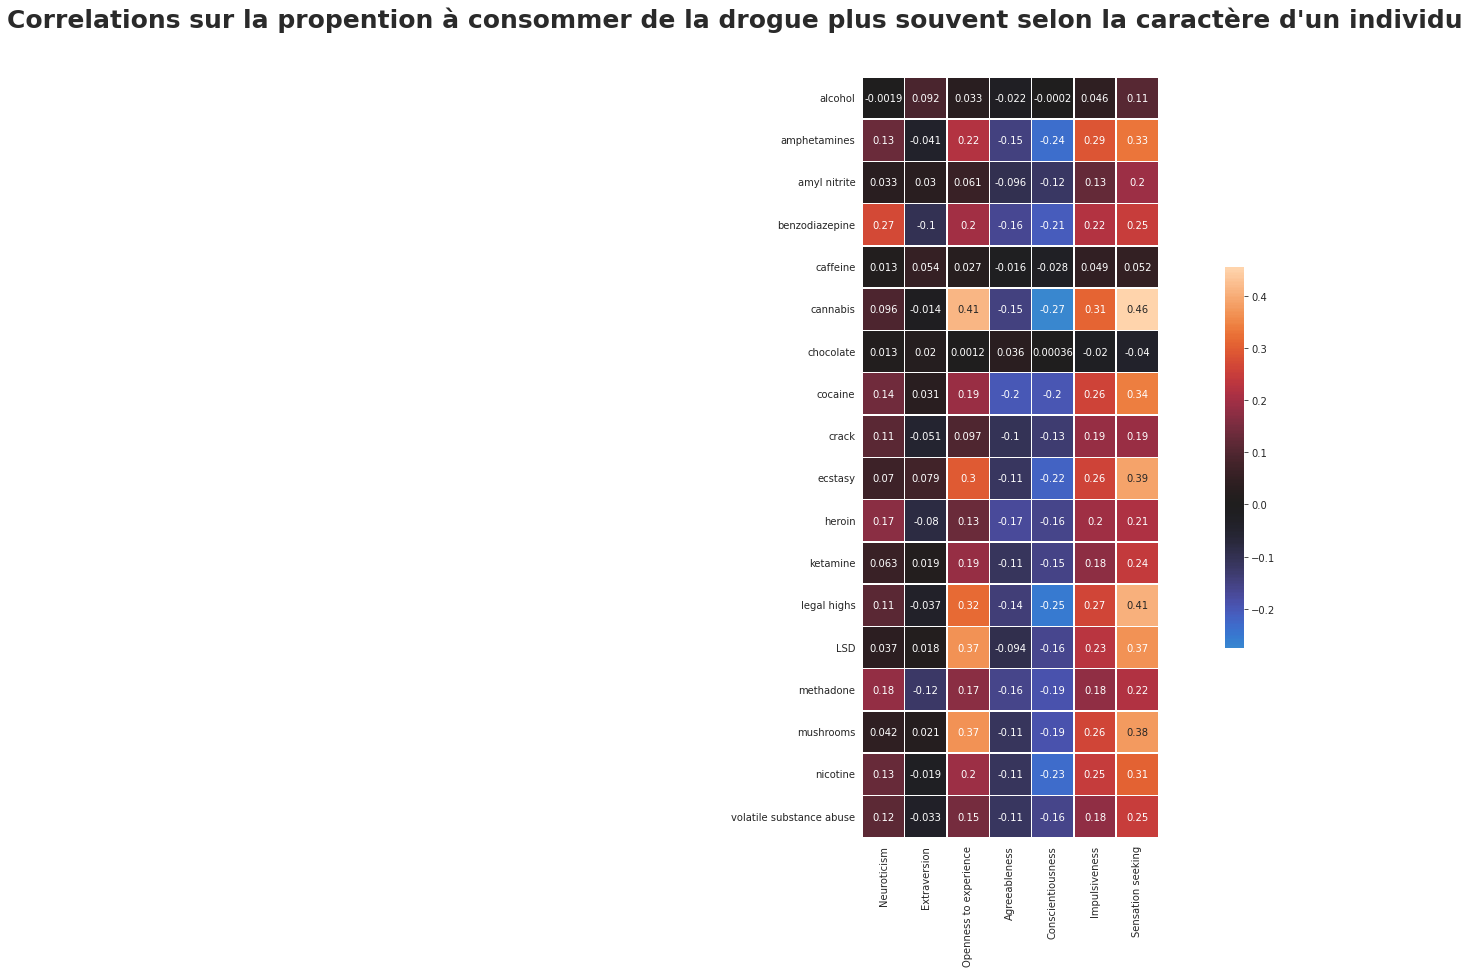 Correlations sur la propention à consommer de la drogue plus souvent selon la caractère d'un individu
alcohol -0.0019 0.092 0.033 -0.022 -0.0002 0.046 0.11
amphetamines 0.13 -0.041 0.22 -0.15 -0.24 0.29 0.33
amyl nitrite 0.033 0.03 0.061 -0.096 -0.12 0.13 0.2
benzodiazepine 0.27 -0.1 0.2 -0.16 -0.21 0.22 0.25
caffeine 0.013 0.054 0.027 -0.016 -0.028 0.049 0.052
cannabis 0.096 -0.014 0.41 -0.15 -0.27 0.31 0.46
chocolate 0.013 0.02 0.0012 0.036 0.00036 -0.02 -0.04
cocaine 0.14 0.031 0.19 -0.2 -0.2 0.26 0.34
crack 0.11 -0.051 0.097 -0.1 -0.13 0.19 0.19
ecstasy 0.07 0.079 0.3 -0.11 -0.22 0.26 0.39
heroin 0.17 -0.08 0.13 -0.17 -0.16 0.2 0.21
ketamine 0.063 0.019 0.19 -0.11 -0.15 0.18 0.24
legal highs 0.11 -0.037 0.32 -0.14 -0.25 0.27 0.41
LSD 0.037 0.018 0.37 -0.094 -0.16 0.23 0.37
methadone 0.18 -0.12 0.17 -0.16 -0.19 0.18 0.22
mushrooms 0.042 0.021 0.37 -0.11 -0.19 0.26 0.38
nicotine 0.13 -0.019 0.2 -0.11 -0.23 0.25 0.31
volatile substance abuse 0.12 -0.033 0.15 -0.11 -0.16 0.18 0.25
Neuroticism
Extraversion
Openness to experience
Agreeableness
Conscientiousness
Impulsiveness
Sensation seeking
0.4
0.3
0.2
0.1
0.0
−0.1
−0.2